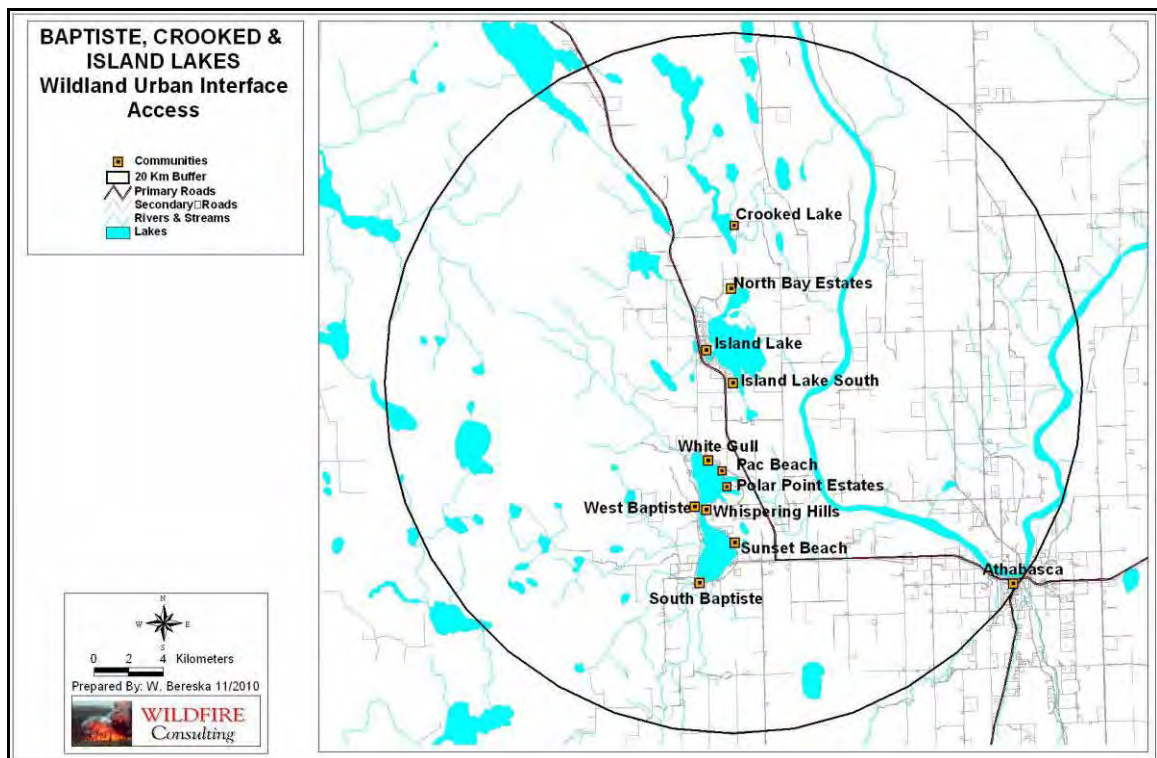 BAPTISTE, CROOKED &
ISLAND LAKES
Wildland Urban Interface
Access
Communities
20 Km Buffer
Primary Roads
Secondary□Roads
Rivers & Streams
Lakes
Crooked Lake
North Bay Estates
Island Lake
Island Lake South
White Gull
Pac Beach
Polar Point Estates
West Baptiste
Whispering Hills
Sunset Beach
Athabasca
South Baptiste
N
W E
S
0 2 4 Kilometers
Prepared By: W. Bereska 11/2010
WILDFIRE
Consulting